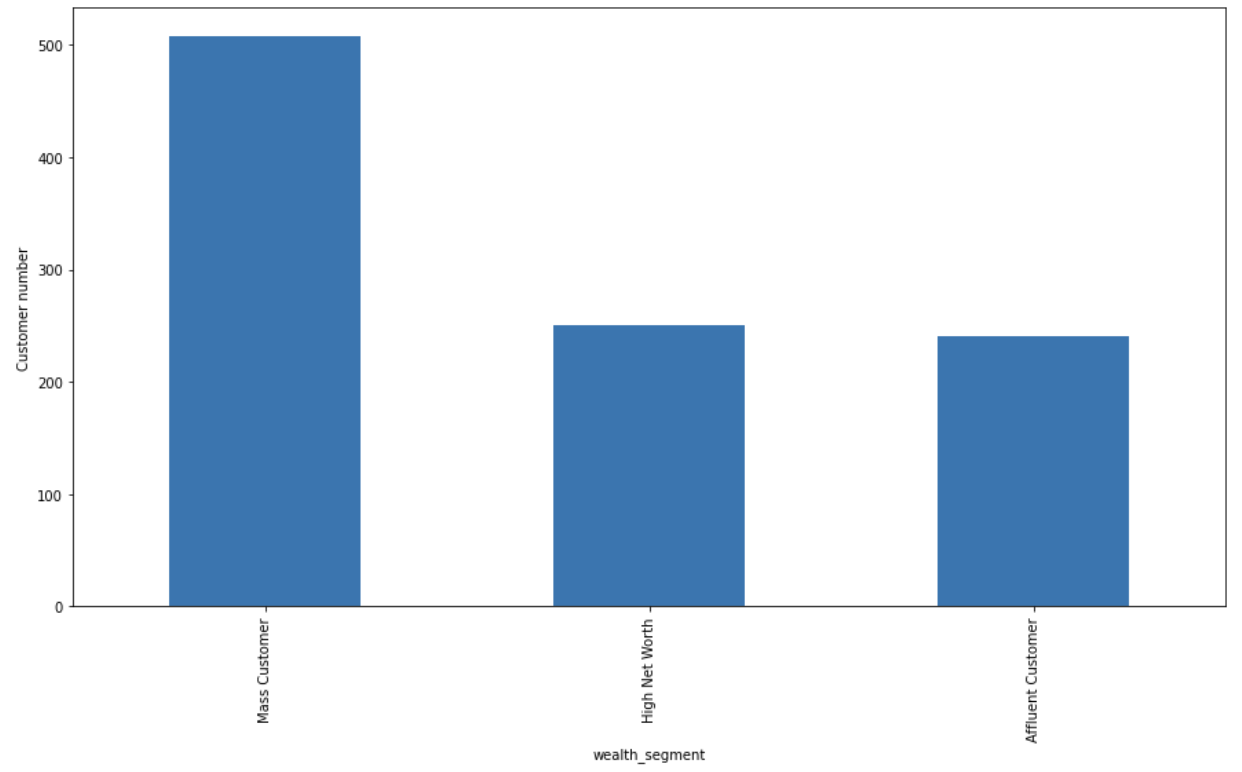 500
400
300
200
100
0
Customer number
Mass Customer
High Net Worth
Affluent Customer
wealth_segment